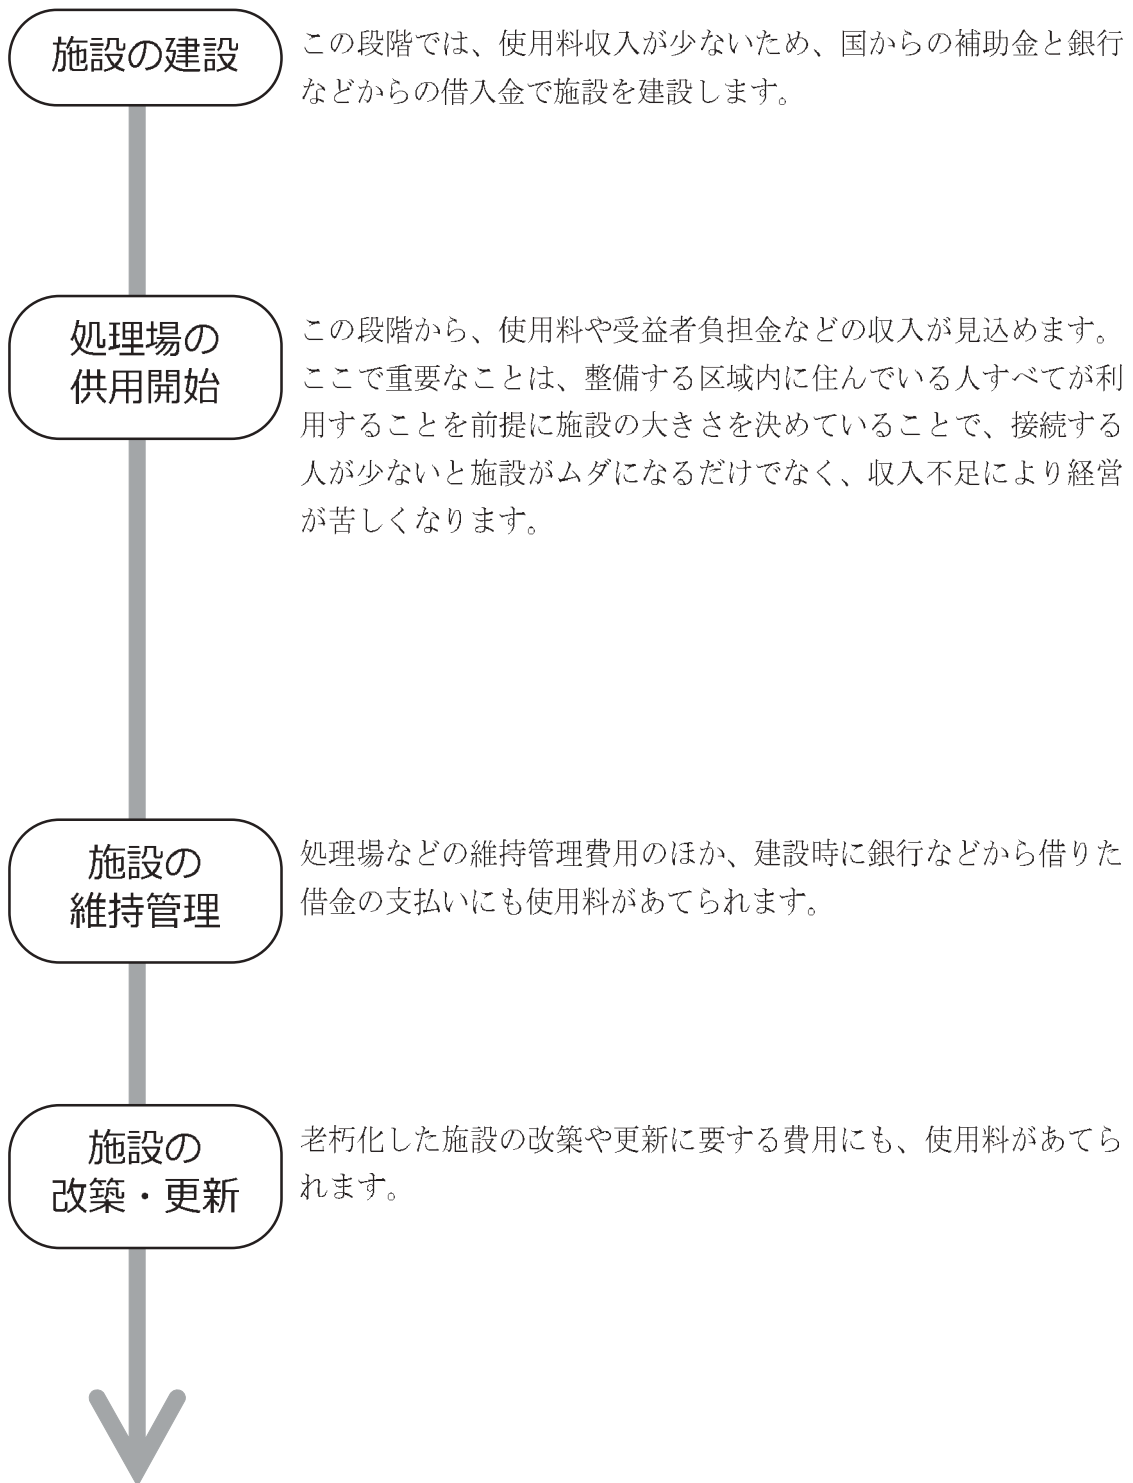 施設の建設
この段階では、使用料収入が少ないため、国からの補助金と銀行
などからの借入金で施設を建設します。
処理場の
供用開始
この段階から、使用料や受益者負担金などの収入が見込めます。
ここで重要なことは、整備する区域内に住んでいる人すべてが利
用することを前提に施設の大きさを決めていることで、接続する
人が少ないと施設がムダになるだけでなく、収入不足により経営
が苦しくなります。
施設の
維持管理
処理場などの維持管理費用のほか、建設時に銀行などから借りた
借金の支払いにも使用料があてられます。
施設の
改築・更新
老朽化した施設の改築や更新に要する費用にも、使用料があてら
れます。